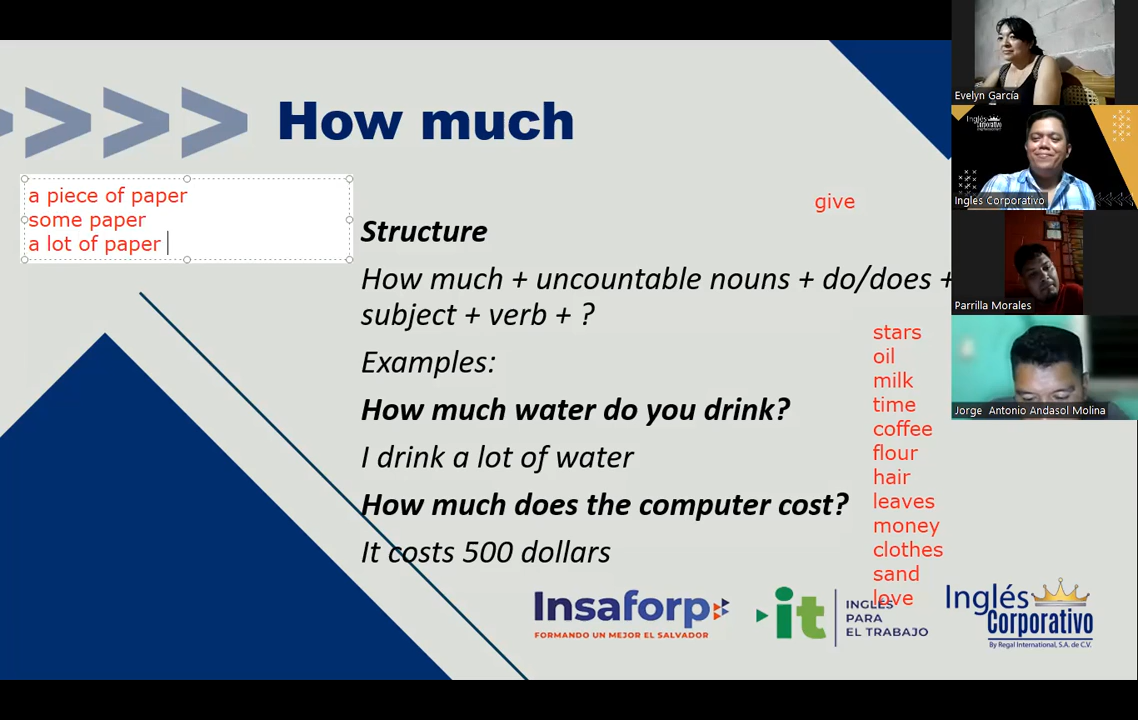 How much
a piece of paper
some paper
a lot of paper
give
Structure
How much + uncountable nouns + do/does +
subject + verb + ?
Examples:
How much water do you drink?
I drink a lot of water
How much does the computer cost?
It costs 500 dollars
stars
oil
milk
time
coffee
flour
hair
leaves
money
clothes
sand
love
Insaforp
FORMANDO UN MEJOR EL SALVADOR
it
INGLÉS
PARA
EL TRABAJO
Inglés
Corporativo
By Regal International, S.A. de C.V.
Evelyn García
Inglés
Corporativo
Ingles Corporativo
Parrilla Morales
Jorge Antonio Andasol Molina